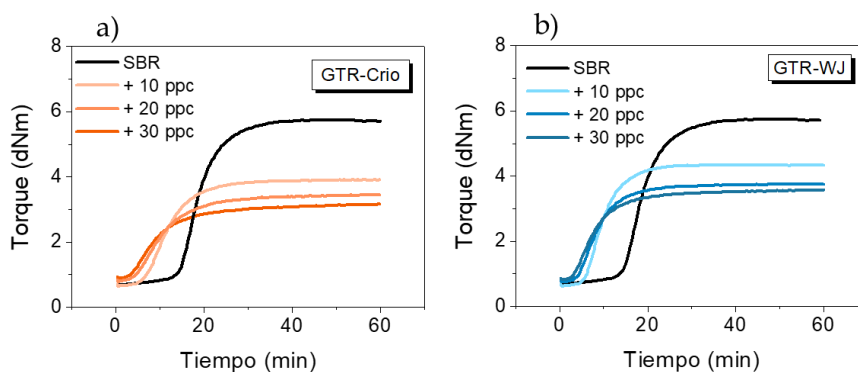 a)
SBR
+ 10 ppc
+ 20 ppc
+ 30 ppc
GTR-Crio
Torque (dNm)
8
6
4
2
0
0
20
40
60
Tiempo (min)
b)
SBR
+ 10 ppc
+ 20 ppc
+ 30 ppc
GTR-WJ
Torque (dNm)
8
6
4
2
0
0
20
40
60
Tiempo (min)